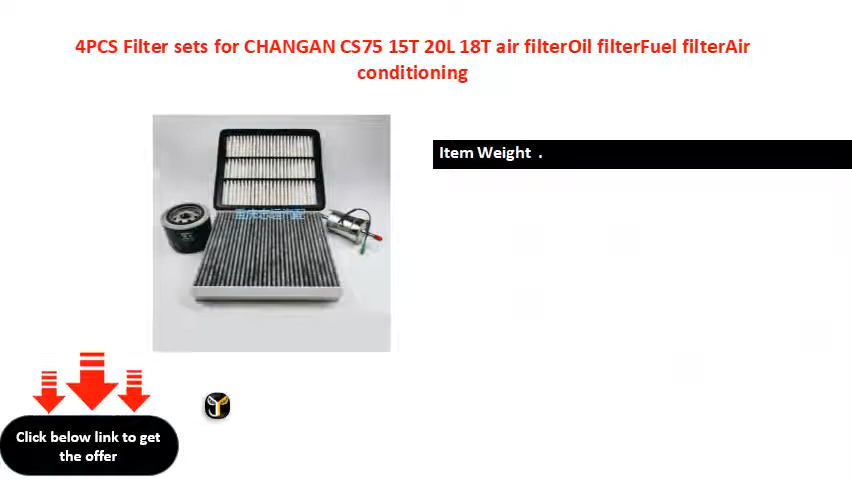 4PCS Filter sets for CHANGAN CS75 15T 20L 18T air filterOil filterFuel filterAir
conditioning
Item Weight .
Click below link to get
the offer